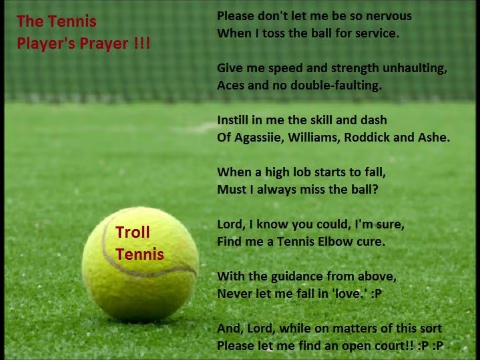 The Tennis
Player's Prayer !!!
Please don't let me be so nervous
When I toss the ball for service.
Give me speed and strength unhaulting,
Aces and no double-faulting.
Instill in me the skill and dash
Of Agassiie, Williams, Roddick and Ashe.
When a high lob starts to fall,
Must I always miss the ball?
Lord, I know you could, I'm sure,
Find me a Tennis Elbow cure.
With the guidance from above,
Never let me fall in 'love.' :P
And, Lord, while on matters of this sort
Please let me find an open court!! :P :P
Troll
Tennis